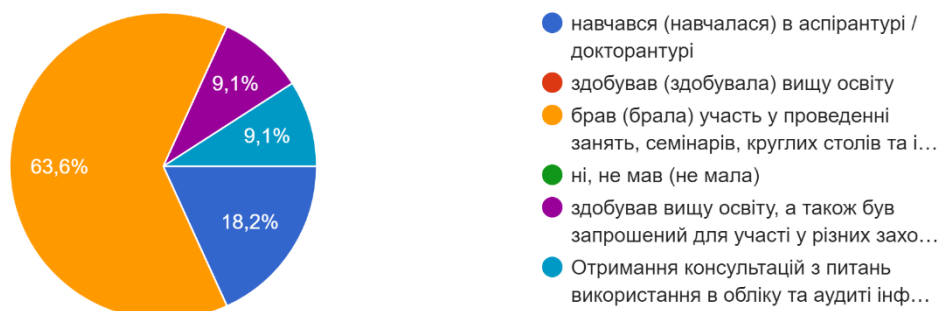 9,1%
9,1%
63,6%
18,2%
навчався (навчалася) в аспірантурі /
докторантурі
здобував (здобувала) вищу освіту
брав (брала) участь у проведенні
занять, семінарів, круглих столів та і…
ні, не мав (не мала)
здобував вищу освіту, а також був
запрошений для участі у різних захо…
Отримання консультацій з питань
використання в обліку та аудиті інф…